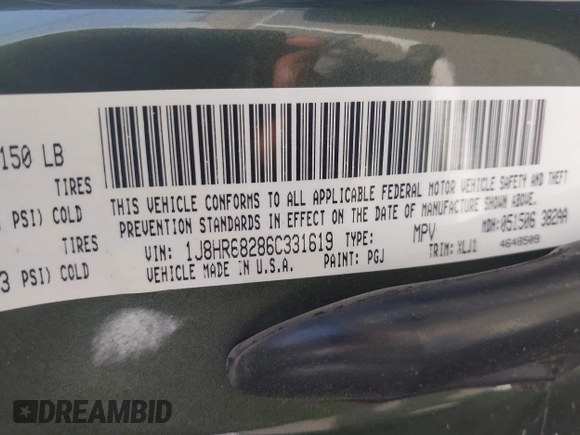 150 LB
TIRES
PSI) COLD
TIRES
3 PSI) COLD
THIS VEHICLE CONFORMS TO ALL APPLICABLE FEDERAL MOTOR VEHICLE SAFETY AND THEFT
PREVENTION STANDARDS IN EFFECT ON THE DATE OF MANUFACTURE SHOWN ABOVE.
VIN: 1J8HR68286C331619 TYPE: MPV MDH: 051506 382AA
VEHICLE MADE IN U.S.A. PAINT: PGJ TRIM: XLJ1 4648509
DREAMBID